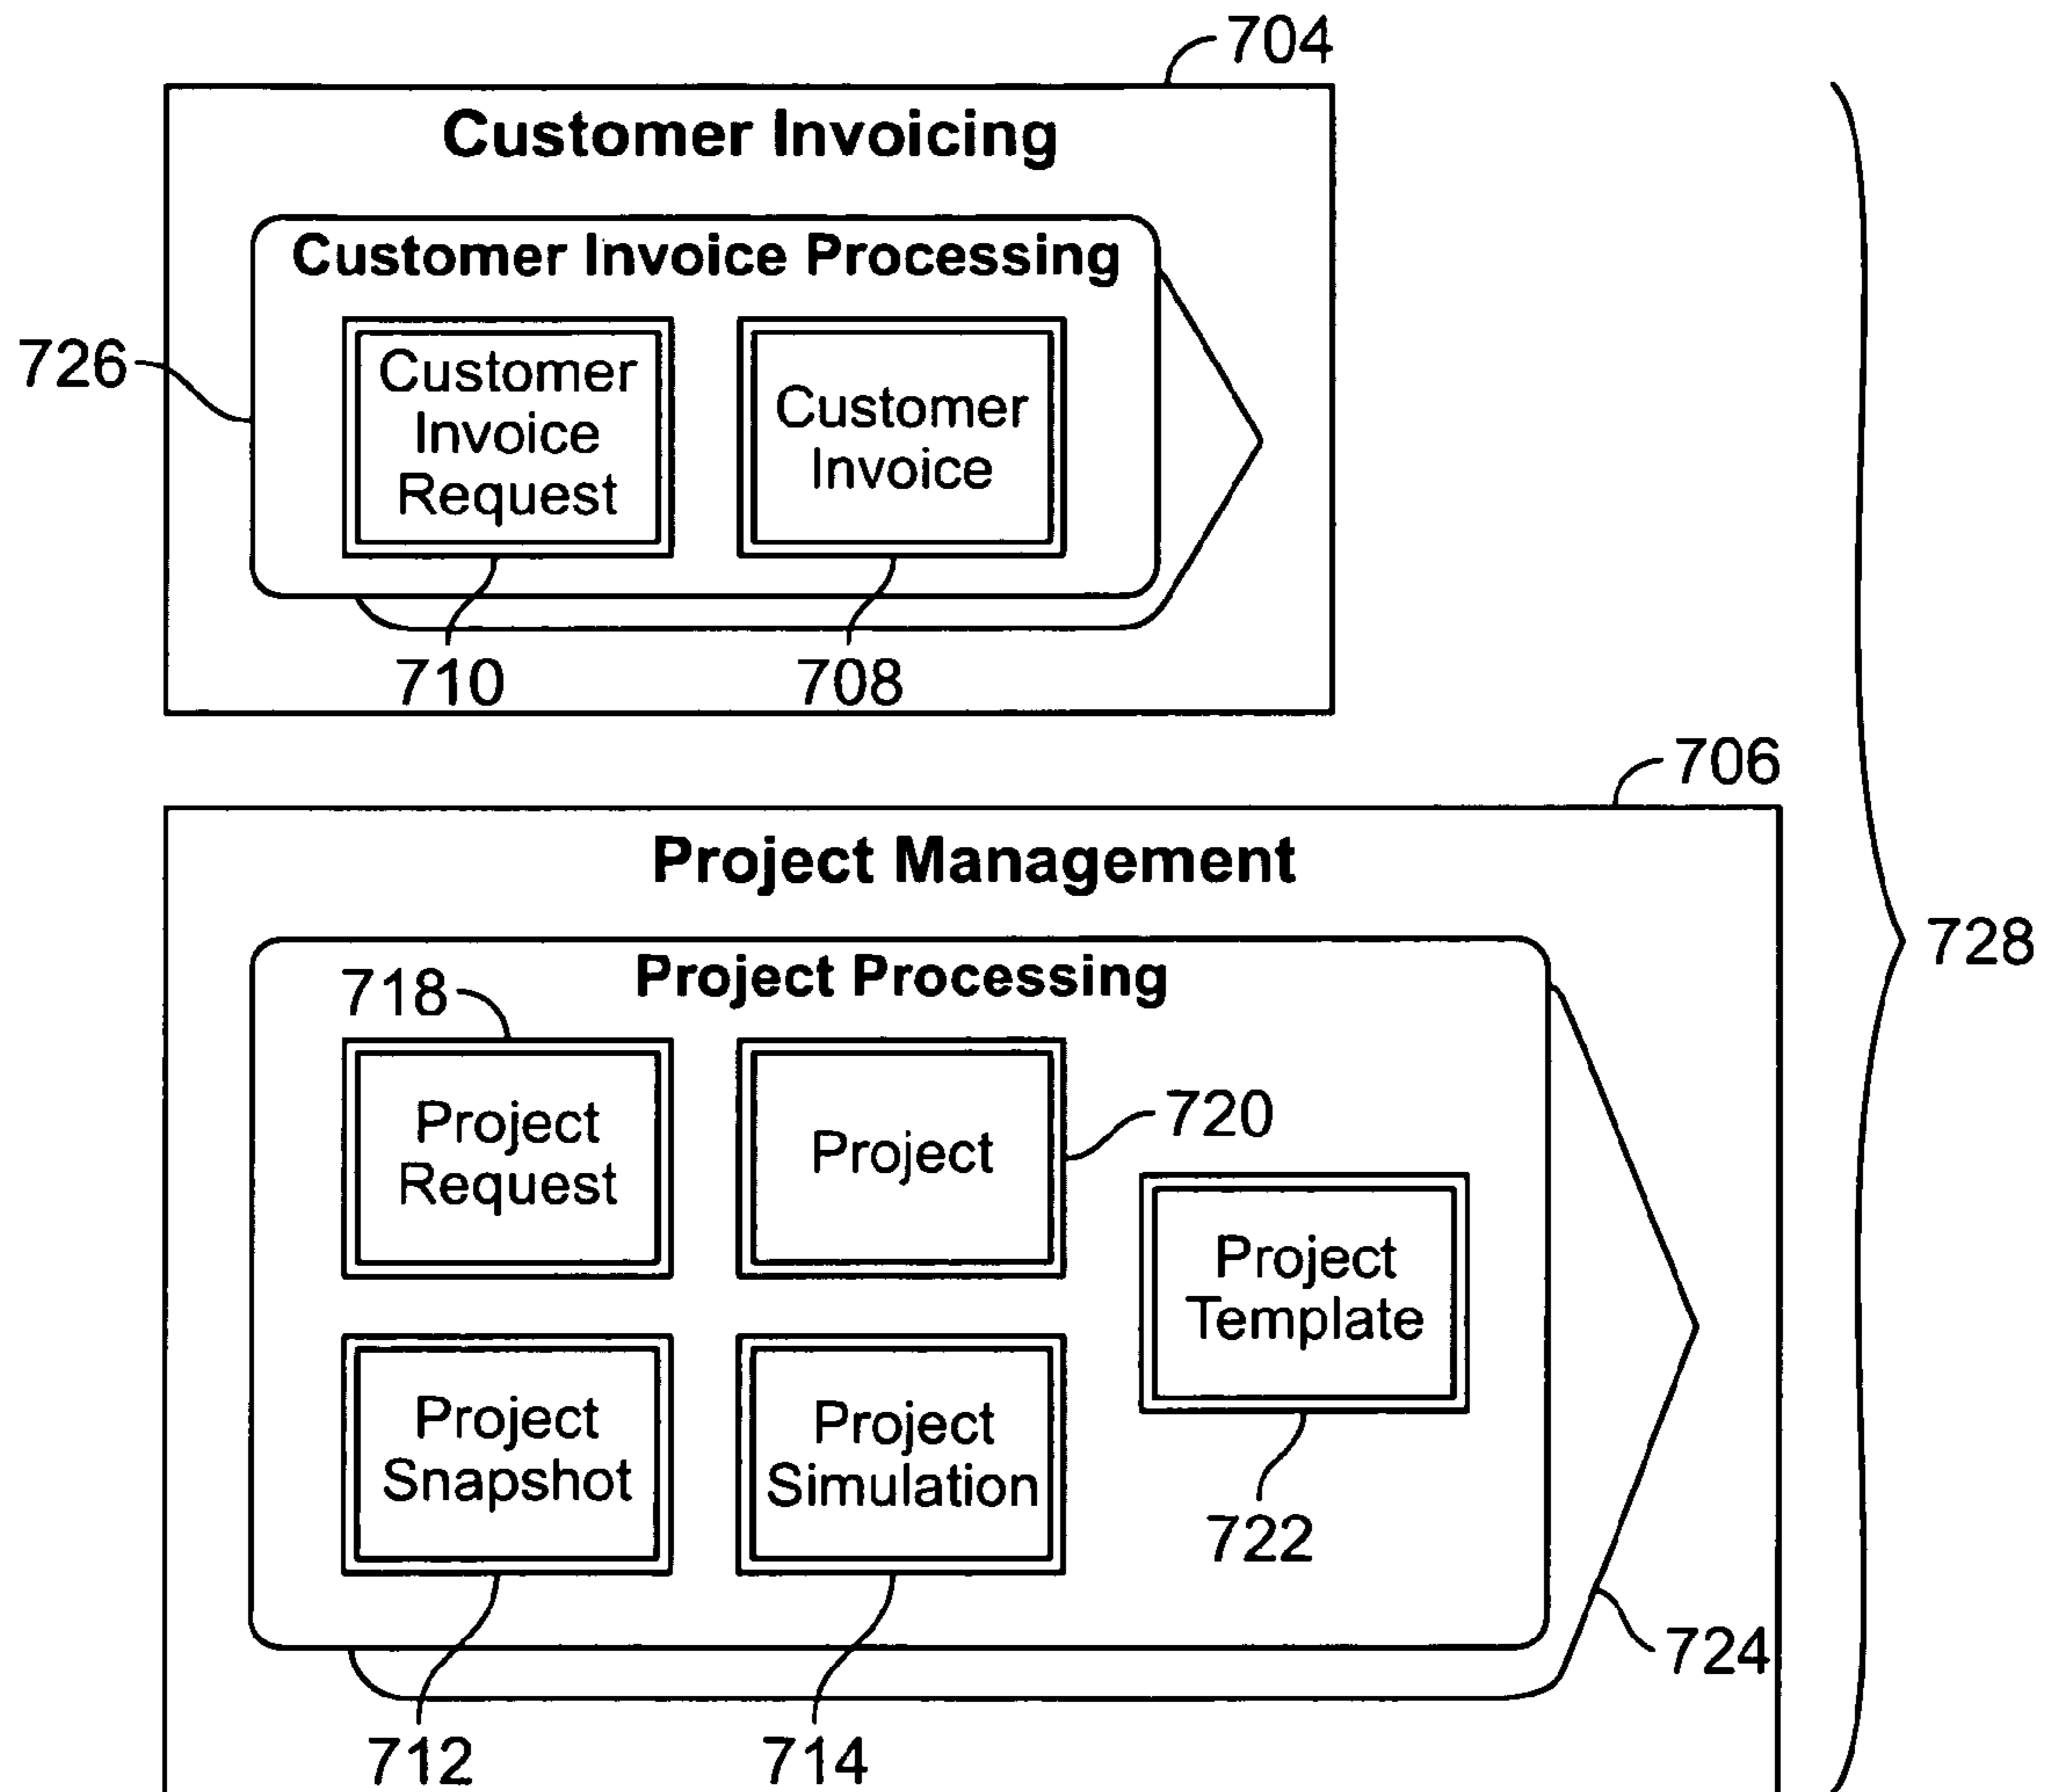 704
Customer Invoicing
Customer Invoice Processing
726
Customer
Invoice
Request
Customer
Invoice
710
708
706
Project Management
728
Project Processing
718
Project
Request
Project
720
Project
Template
Project
Snapshot
Project
Simulation
722
724
712
714